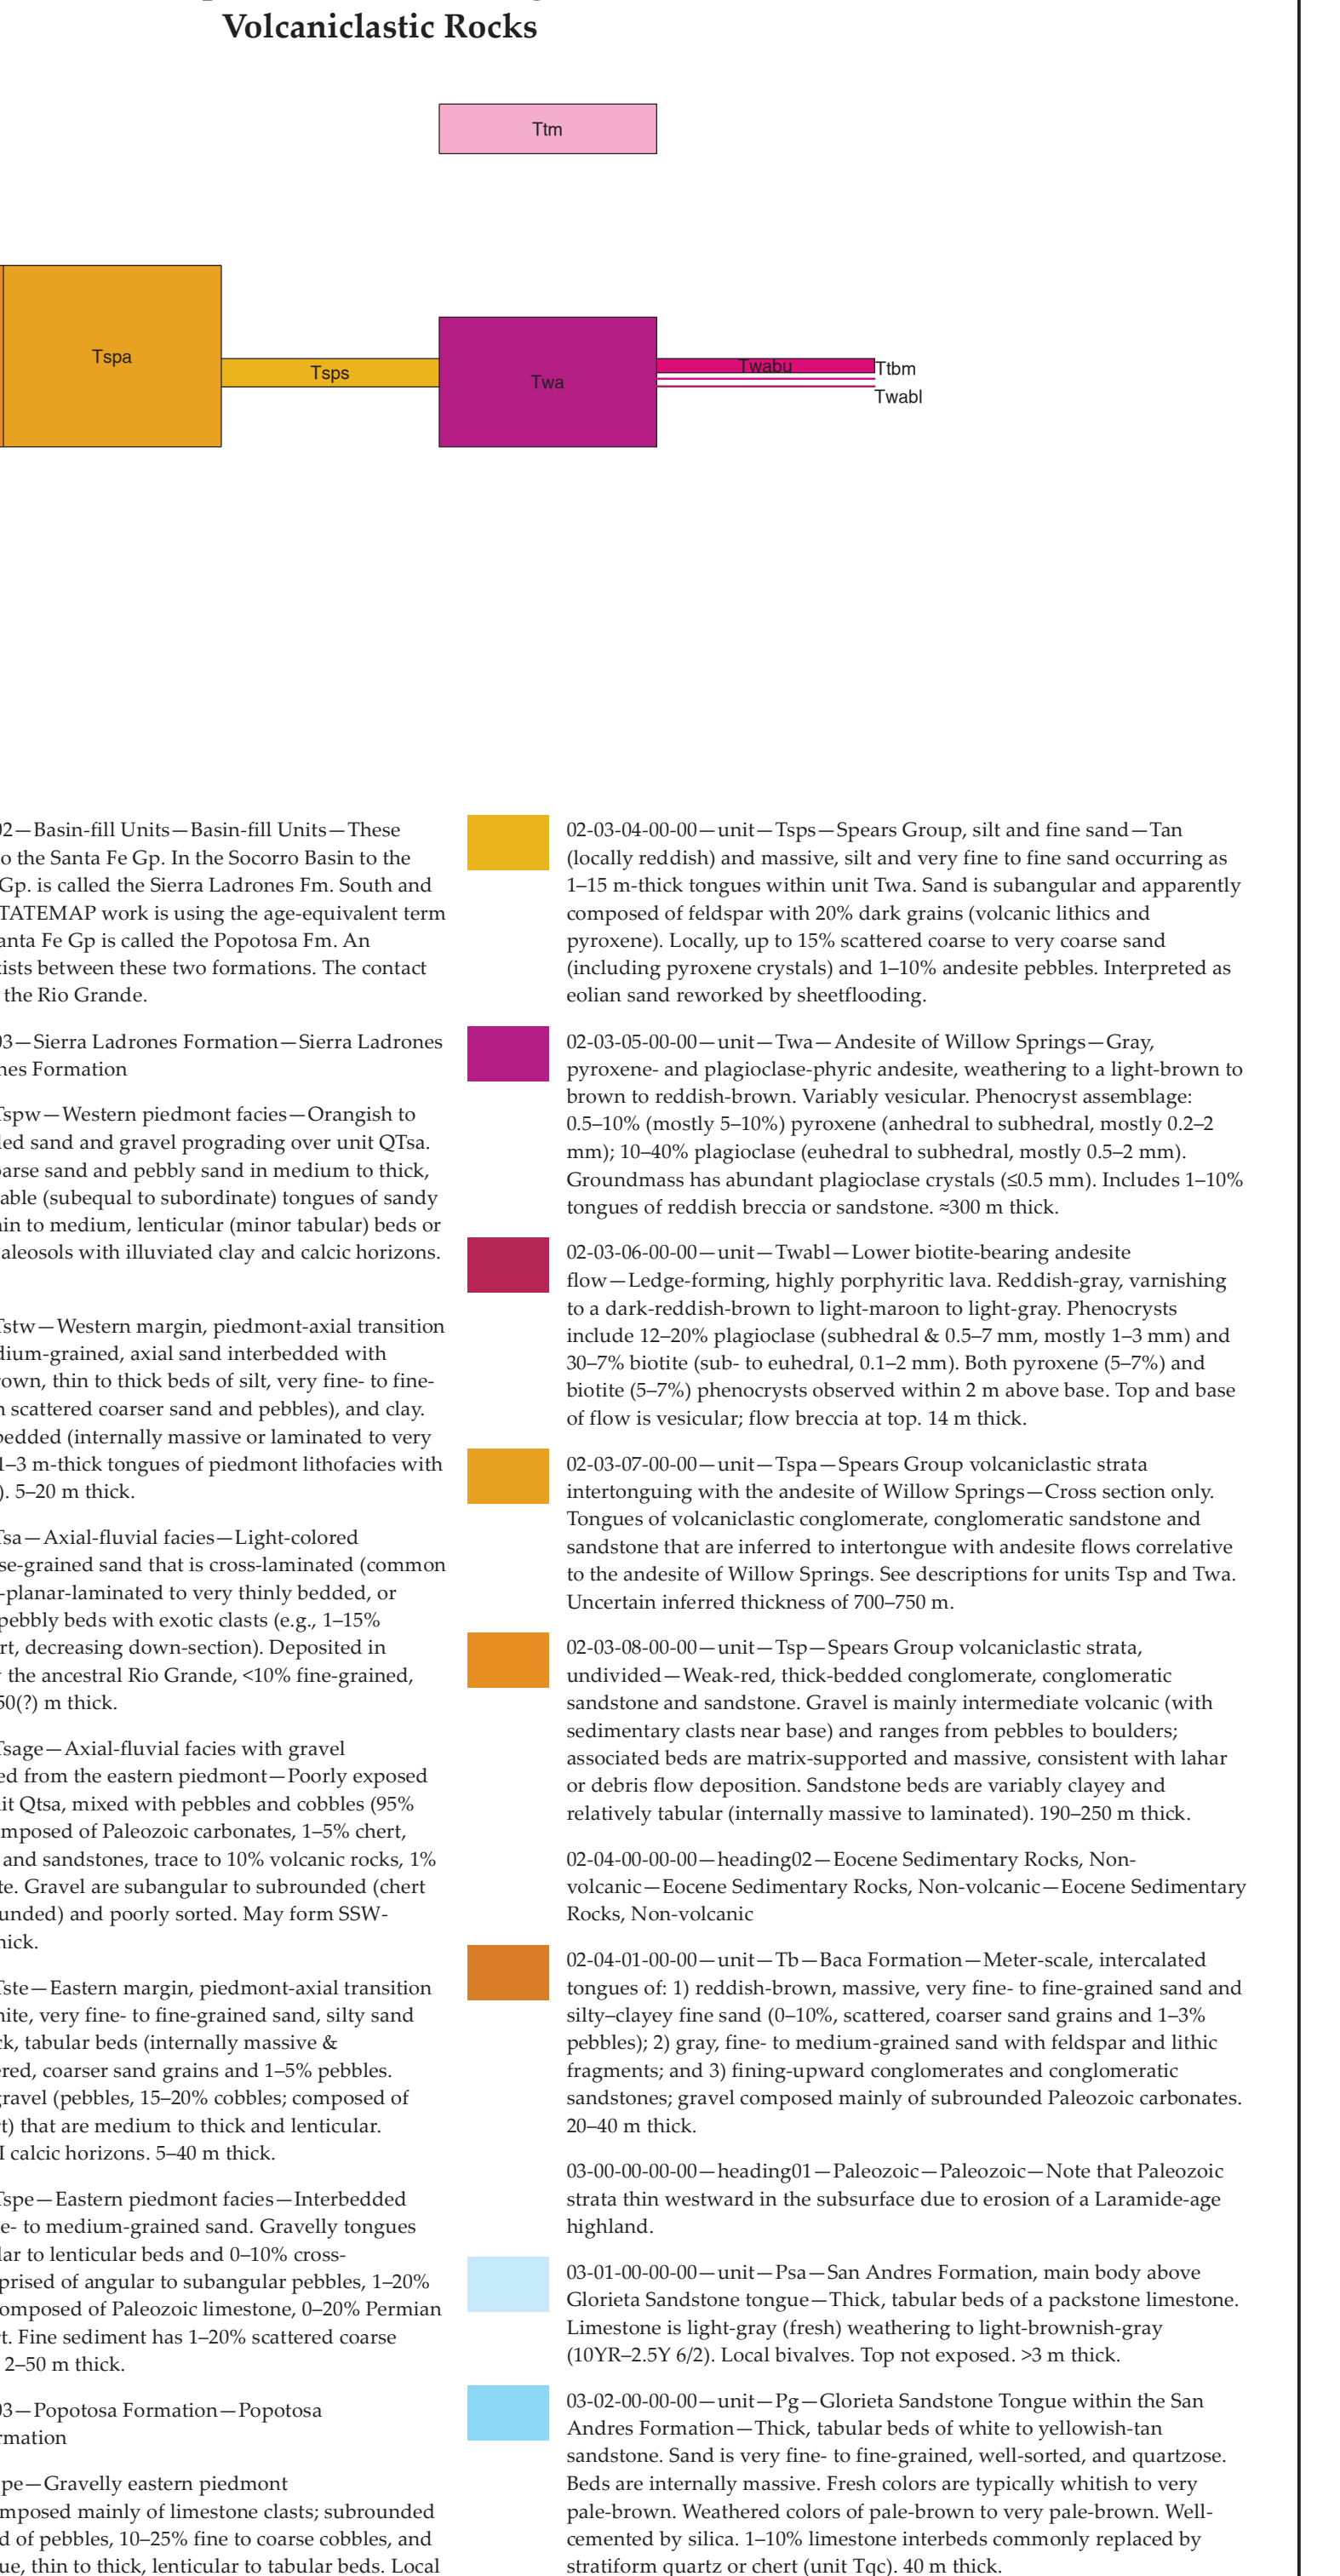 Volcaniclastic Rocks
Ttm
Tspa
Tsps
Twa
Twabu
Ttbm
Twabl
02—Basin-fill Units—Basin-fill Units—These
o the Santa Fe Gp. In the Socorro Basin to the
Gp. is called the Sierra Ladrones Fm. South and
TATEMAP work is using the age-equivalent term
anta Fe Gp is called the Popotosa Fm. An
ists between these two formations. The contact
the Rio Grande.
03—Sierra Ladrones Formation—Sierra Ladrones
nes Formation
Tspw—Western piedmont facies—Orangish to
led sand and gravel prograding over unit QTsa.
oarse sand and pebbly sand in medium to thick,
able (subequal to subordinate) tongues of sandy
in to medium, lenticular (minor tabular) beds or
aleosols with illuviated clay and calcic horizons.
Tstw—Western margin, piedmont-axial transition
dium-grained, axial sand interbedded with
rown, thin to thick beds of silt, very fine- to fine-
h scattered coarser sand and pebbles), and clay.
bedded (internally massive or laminated to very
1–3 m-thick tongues of piedmont lithofacies with
). 5–20 m thick.
Tsa—Axial-fluvial facies—Light-colored
se-grained sand that is cross-laminated (common
-planar-laminated to very thinly bedded, or
pebbly beds with exotic clasts (e.g., 1–15%
rt, decreasing down-section). Deposited in
y the ancestral Rio Grande, <10% fine-grained,
50(?) m thick.
Tsage—Axial-fluvial facies with gravel
ed from the eastern piedmont—Poorly exposed
it Qtsa, mixed with pebbles and cobbles (95%
mposed of Paleozoic carbonates, 1–5% chert,
and sandstones, trace to 10% volcanic rocks, 1%
te. Gravel are subangular to subrounded (chert
unded) and poorly sorted. May form SSW-
hick.
Tste—Eastern margin, piedmont-axial transition
hite, very fine- to fine-grained sand, silty sand
ck, tabular beds (internally massive &
ered, coarser sand grains and 1–5% pebbles.
gravel (pebbles, 15–20% cobbles; composed of
rt) that are medium to thick and lenticular.
I calcic horizons. 5–40 m thick.
Tspe—Eastern piedmont facies—Interbedded
e- to medium-grained sand. Gravelly tongues
lar to lenticular beds and 0–10% cross-
prised of angular to subangular pebbles, 1–20%
omposed of Paleozoic limestone, 0–20% Permian
t. Fine sediment has 1–20% scattered coarse
2–50 m thick.
03—Popotosa Formation—Popotosa
rmation
pe—Gravelly eastern piedmont
mposed mainly of limestone clasts; subrounded
d of pebbles, 10–25% fine to coarse cobbles, and
ue, thin to thick, lenticular to tabular beds. Local
02-03-04-00-00—unit—Tsps—Spears Group, silt and fine sand—Tan
(locally reddish) and massive, silt and very fine to fine sand occurring as
1–15 m-thick tongues within unit Twa. Sand is subangular and apparently
composed of feldspar with 20% dark grains (volcanic lithics and
pyroxene). Locally, up to 15% scattered coarse to very coarse sand
(including pyroxene crystals) and 1–10% andesite pebbles. Interpreted as
eolian sand reworked by sheetflooding.
02-03-05-00-00—unit—Twa—Andesite of Willow Springs—Gray,
pyroxene- and plagioclase-phyric andesite, weathering to a light-brown to
brown to reddish-brown. Variably vesicular. Phenocryst assemblage:
0.5–10% (mostly 5–10%) pyroxene (anhedral to subhedral, mostly 0.2–2
mm); 10–40% plagioclase (euhedral to subhedral, mostly 0.5–2 mm).
Groundmass has abundant plagioclase crystals (≤0.5 mm). Includes 1–10%
tongues of reddish breccia or sandstone. ≈300 m thick.
02-03-06-00-00—unit—Twabl—Lower biotite-bearing andesite
flow—Ledge-forming, highly porphyritic lava. Reddish-gray, varnishing
to a dark-reddish-brown to light-maroon to light-gray. Phenocrysts
include 12–20% plagioclase (subhedral & 0.5–7 mm, mostly 1–3 mm) and
30–7% biotite (sub- to euhedral, 0.1–2 mm). Both pyroxene (5–7%) and
biotite (5–7%) phenocrysts observed within 2 m above base. Top and base
of flow is vesicular; flow breccia at top. 14 m thick.
02-03-07-00-00—unit—Tspa—Spears Group volcaniclastic strata
intertonguing with the andesite of Willow Springs—Cross section only.
Tongues of volcaniclastic conglomerate, conglomeratic sandstone and
sandstone that are inferred to intertongue with andesite flows correlative
to the andesite of Willow Springs. See descriptions for units Tsp and Twa.
Uncertain inferred thickness of 700–750 m.
02-03-08-00-00—unit—Tsp—Spears Group volcaniclastic strata,
undivided—Weak-red, thick-bedded conglomerate, conglomeratic
sandstone and sandstone. Gravel is mainly intermediate volcanic (with
sedimentary clasts near base) and ranges from pebbles to boulders;
associated beds are matrix-supported and massive, consistent with lahar
or debris flow deposition. Sandstone beds are variably clayey and
relatively tabular (internally massive to laminated). 190–250 m thick.
02-04-00-00-00—heading02—Eocene Sedimentary Rocks, Non-
volcanic—Eocene Sedimentary Rocks, Non-volcanic—Eocene Sedimentary
Rocks, Non-volcanic
02-04-01-00-00—unit—Tb—Baca Formation—Meter-scale, intercalated
tongues of: 1) reddish-brown, massive, very fine- to fine-grained sand and
silty–clayey fine sand (0–10%, scattered, coarser sand grains and 1–3%
pebbles); 2) gray, fine- to medium-grained sand with feldspar and lithic
fragments; and 3) fining-upward conglomerates and conglomeratic
sandstones; gravel composed mainly of subrounded Paleozoic carbonates.
20–40 m thick.
03-00-00-00-00—heading01—Paleozoic—Paleozoic—Note that Paleozoic
strata thin westward in the subsurface due to erosion of a Laramide-age
highland.
03-01-00-00-00—unit—Psa—San Andres Formation, main body above
Glorieta Sandstone tongue—Thick, tabular beds of a packstone limestone.
Limestone is light-gray (fresh) weathering to light-brownish-gray
(10YR–2.5Y 6/2). Local bivalves. Top not exposed. >3 m thick.
03-02-00-00-00—unit—Pg—Glorieta Sandstone Tongue within the San
Andres Formation—Thick, tabular beds of white to yellowish-tan
sandstone. Sand is very fine- to fine-grained, well-sorted, and quartzose.
Beds are internally massive. Fresh colors are typically whitish to very
pale-brown. Weathered colors of pale-brown to very pale-brown. Well-
cemented by silica. 1–10% limestone interbeds commonly replaced by
stratiform quartz or chert (unit Tqc). 40 m thick.